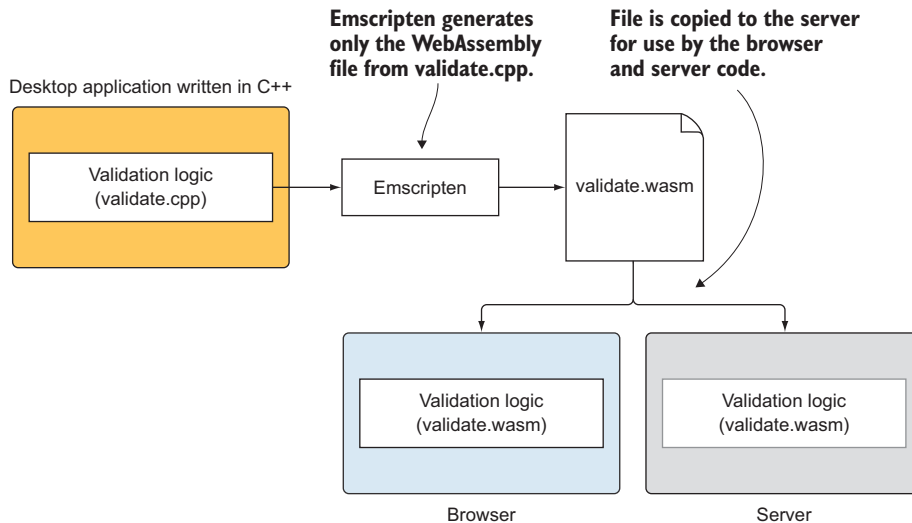 Emscripten generates
only the WebAssembly
file from validate.cpp.
File is copied to the server
for use by the browser
and server code.
Desktop application written in C++
Validation logic
(validate.cpp)
Emscripten
validate.wasm
Validation logic
(validate.wasm)
Validation logic
(validate.wasm)
Browser
Server